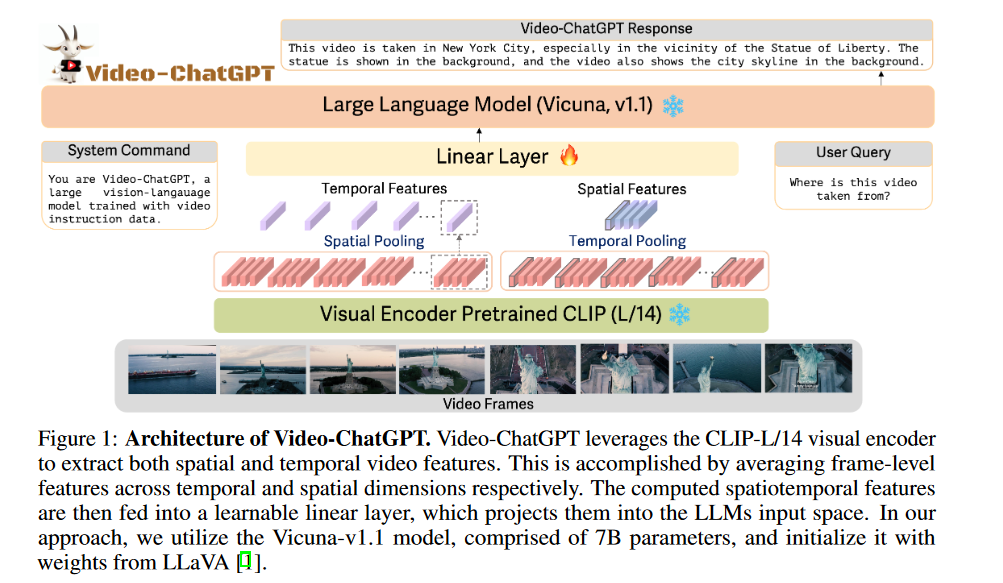 Video-ChatGPT Response
This video is taken in New York City, especially in the vicinity of the Statue of Liberty. The
statue is shown in the background, and the video also shows the city skyline in the background.
Video-ChatGPT
Large Language Model (Vicuna, v1.1)
System Command
You are Video-ChatGPT, a
large vision-langauage
model trained with video
instruction data.
Linear Layer
User Query
Where is this video
taken from?
Temporal Features
Spatial Features
Spatial Pooling
Temporal Pooling
Visual Encoder Pretrained CLIP (L/14)
Video Frames
Figure 1: Architecture of Video-ChatGPT. Video-ChatGPT leverages the CLIP-L/14 visual encoder
to extract both spatial and temporal video features. This is accomplished by averaging frame-level
features across temporal and spatial dimensions respectively. The computed spatiotemporal features
are then fed into a learnable linear layer, which projects them into the LLMs input space. In our
approach, we utilize the Vicuna-v1.1 model, comprised of 7B parameters, and initialize it with
weights from LLaVA [1].